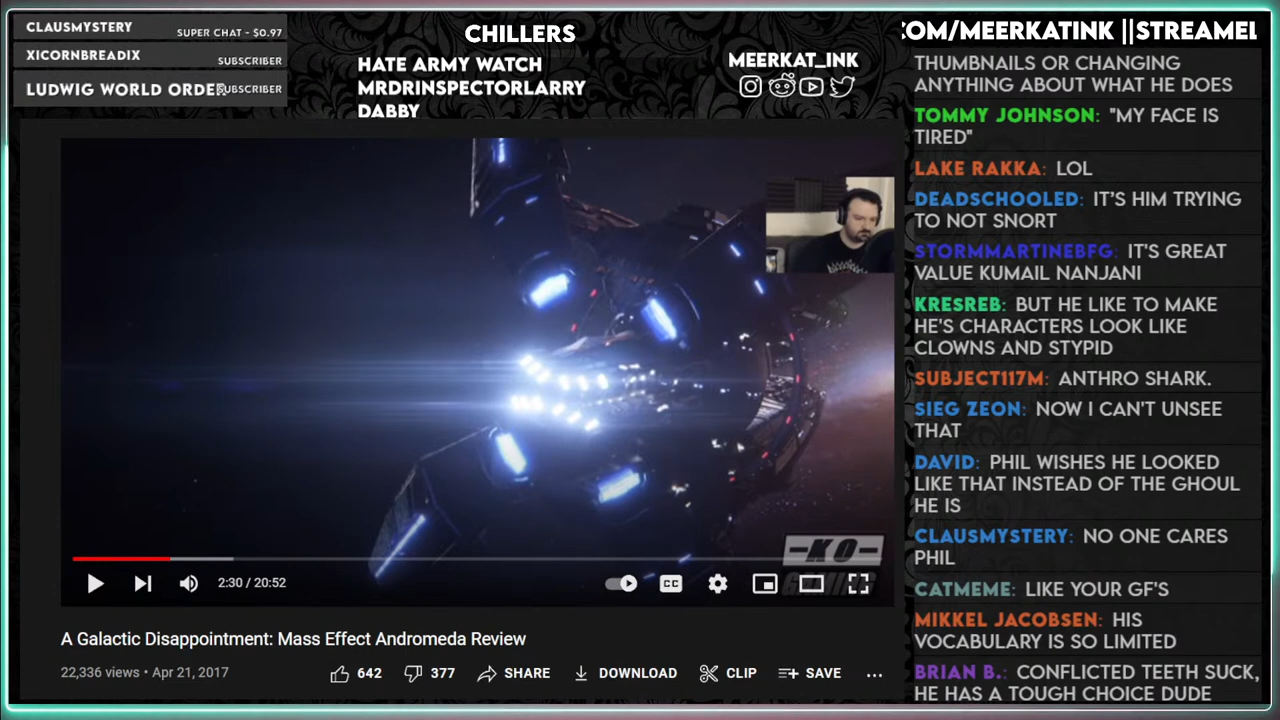 CLAUSMYSTERY
SUPER CHAT - $0.97
XICORNBREADIX
SUBSCRIBER
LUDWIG WORLD ORDER
SUBSCRIBER
CHILLERS
HATE ARMY WATCH
MRDRINSPECTORLARRY
DABBY
MEERKAT_INK
COM/MEERKATINK ||STREAMEL
-KO-
GAMING
2:30 / 20:52
CC
A Galactic Disappointment: Mass Effect Andromeda Review
22,336 views • Apr 21, 2017
642
377
SHARE
DOWNLOAD
CLIP
SAVE
THUMBNAILS OR CHANGING
ANYTHING ABOUT WHAT HE DOES
TOMMY JOHNSON: "MY FACE IS
TIRED"
LAKE RAKKA: LOL
DEADSCHOOLED: IT'S HIM TRYING
TO NOT SNORT
STORMMARTINEBFG: IT'S GREAT
VALUE KUMAIL NANJANI
KRESREB: BUT HE LIKE TO MAKE
HE'S CHARACTERS LOOK LIKE
CLOWNS AND STYPID
SUBJECT117M: ANTHRO SHARK.
SIEG ZEON: NOW I CAN'T UNSEE
THAT
DAVID: PHIL WISHES HE LOOKED
LIKE THAT INSTEAD OF THE GHOUL
HE IS
CLAUSMYSTERY: NO ONE CARES
PHIL
CATMEME: LIKE YOUR GF'S
MIKKEL JACOBSEN: HIS
VOCABULARY IS SO LIMITED
BRIAN B.: CONFLICTED TEETH SUCK,
HE HAS A TOUGH CHOICE DUDE